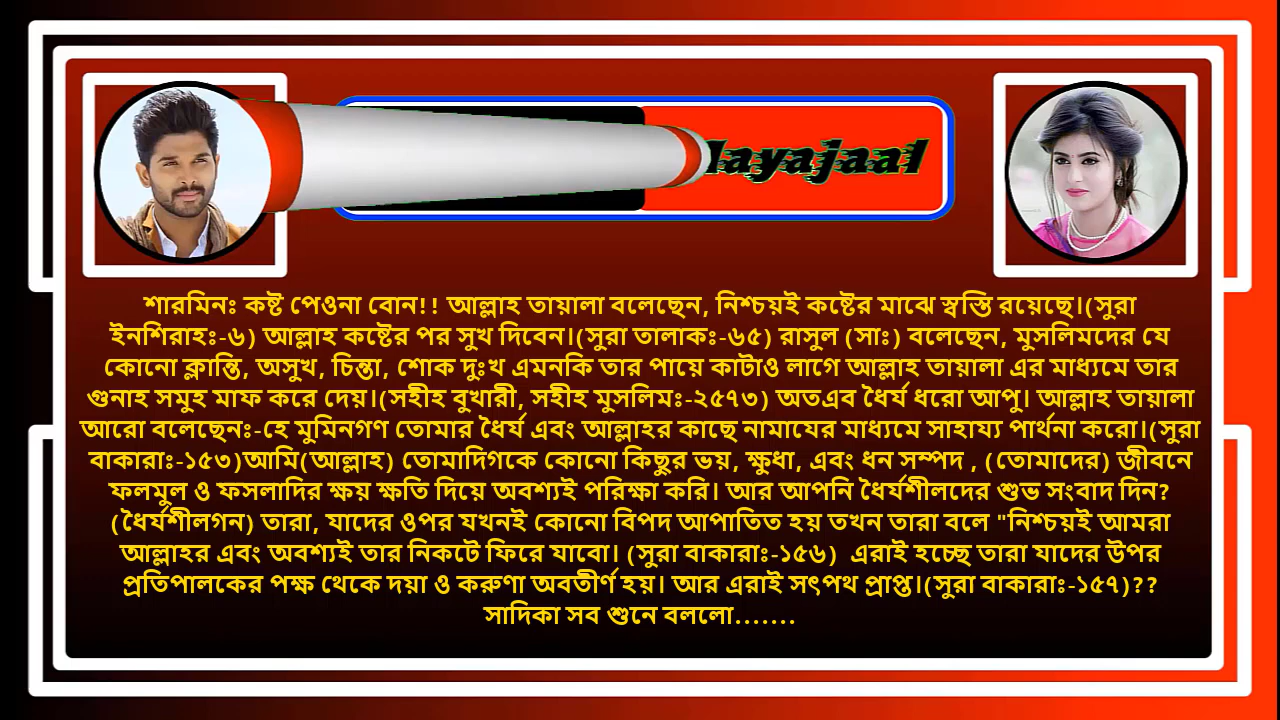 layajaal
শারমিনঃ কষ্ট পেওনা বোন!! আল্লাহ তায়ালা বলেছেন, নিশ্চয়ই কষ্টের মাঝে স্বস্তি রয়েছে।(সুরা
ইনশিরাহঃ-৬) আল্লাহ কষ্টের পর সুখ দিবেন।(সুরা তালাকঃ-৬৫) রাসুল (সাঃ) বলেছেন, মুসলিমদের যে
কোনো ক্লান্তি, অসুখ, চিন্তা, শোক দুঃখ এমনকি তার পায়ে কাটাও লাগে আল্লাহ তায়ালা এর মাধ্যমে তার
গুনাহ সমুহ মাফ করে দেয়।(সহীহ বুখারী, সহীহ মুসলিমঃ-২৫৭৩) অতএব ধৈর্য ধরো আপু। আল্লাহ তায়ালা
আরো বলেছেনঃ-হে মুমিনগণ তোমার ধৈর্য এবং আল্লাহর কাছে নামাযের মাধ্যমে সাহায্য পার্থনা করো।(সুরা
বাকারাঃ-১৫৩)আমি(আল্লাহ) তোমাদিগকে কোনো কিছুর ভয়, ক্ষুধা, এবং ধন সম্পদ , (তোমাদের) জীবনে
ফলমূল ও ফসলাদির ক্ষয় ক্ষতি দিয়ে অবশ্যই পরিক্ষা করি। আর আপনি ধৈর্যশীলদের শুভ সংবাদ দিন?
(ধৈর্যশীলগন) তারা, যাদের ওপর যখনই কোনো বিপদ আপাতিত হয় তখন তারা বলে "নিশ্চয়ই আমরা
আল্লাহর এবং অবশ্যই তার নিকটে ফিরে যাবো। (সুরা বাকারাঃ-১৫৬)  এরাই হচ্ছে তারা যাদের উপর
প্রতিপালকের পক্ষ থেকে দয়া ও করুণা অবতীর্ণ হয়। আর এরাই সৎপথ প্রাপ্ত।(সুরা বাকারাঃ-১৫৭)??
সাদিকা সব শুনে বললো.......